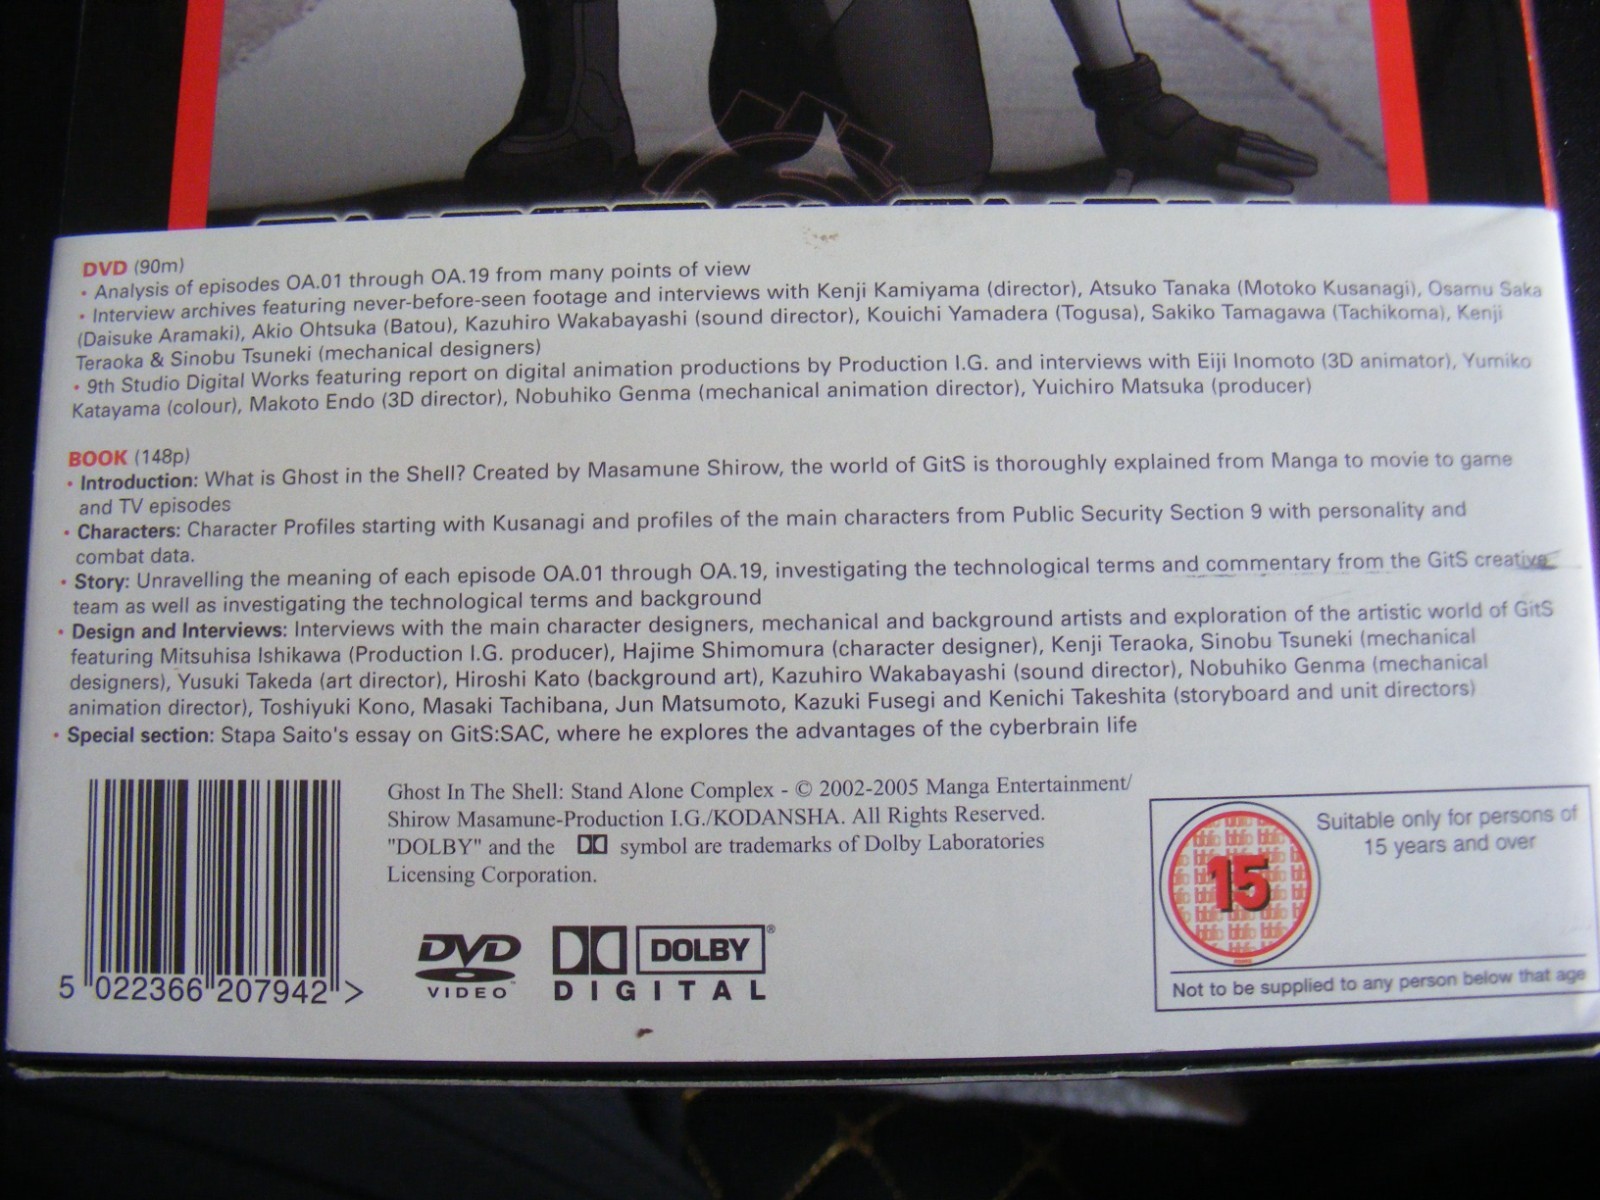 DVD (90m)
• Analysis of episodes OA.01 through OA.19 from many points of view
• Interview archives featuring never-before-seen footage and interviews with Kenji Kamiyama (director), Atsuko Tanaka (Motoko Kusanagi), Osamu Saka
(Daisuke Aramaki), Akio Ohtsuka (Batou), Kazuhiro Wakabayashi (sound director), Kouichi Yamadera (Togusa), Sakiko Tamagawa (Tachikoma), Kenji
Teraoka & Sinobu Tsuneki (mechanical designers)
• 9th Studio Digital Works featuring report on digital animation productions by Production I.G. and interviews with Eiji Inomoto (3D animator), Yumiko
Katayama (colour), Makoto Endo (3D director), Nobuhiko Genma (mechanical animation director), Yuichiro Matsuka (producer)
BOOK (148p)
• Introduction: What is Ghost in the Shell? Created by Masamune Shirow, the world of GitS is thoroughly explained from Manga to movie to game
and TV episodes
• Characters: Character Profiles starting with Kusanagi and profiles of the main characters from Public Security Section 9 with personality and
combat data.
• Story: Unravelling the meaning of each episode OA.01 through OA.19, investigating the technological terms and commentary from the GitS creative
team as well as investigating the technological terms and background
• Design and Interviews: Interviews with the main character designers, mechanical and background artists and exploration of the artistic world of GitS
featuring Mitsuhisa Ishikawa (Production I.G. producer), Hajime Shimomura (character designer), Kenji Teraoka, Sinobu Tsuneki (mechanical
designers), Yusuki Takeda (art director), Hiroshi Kato (background art), Kazuhiro Wakabayashi (sound director), Nobuhiko Genma (mechanical
animation director), Toshiyuki Kono, Masaki Tachibana, Jun Matsumoto, Kazuki Fusegi and Kenichi Takeshita (storyboard and unit directors)
• Special section: Stapa Saito's essay on GitS:SAC, where he explores the advantages of the cyberbrain life
Ghost In The Shell: Stand Alone Complex - © 2002-2005 Manga Entertainment/
Shirow Masamune-Production I.G./KODANSHA. All Rights Reserved.
"DOLBY" and the symbol are trademarks of Dolby Laboratories
Licensing Corporation.
5 022366 207942 >
DVD
VIDEO™
DOLBY®
DIGITAL
15
Suitable only for persons of
15 years and over
Not to be supplied to any person below that age